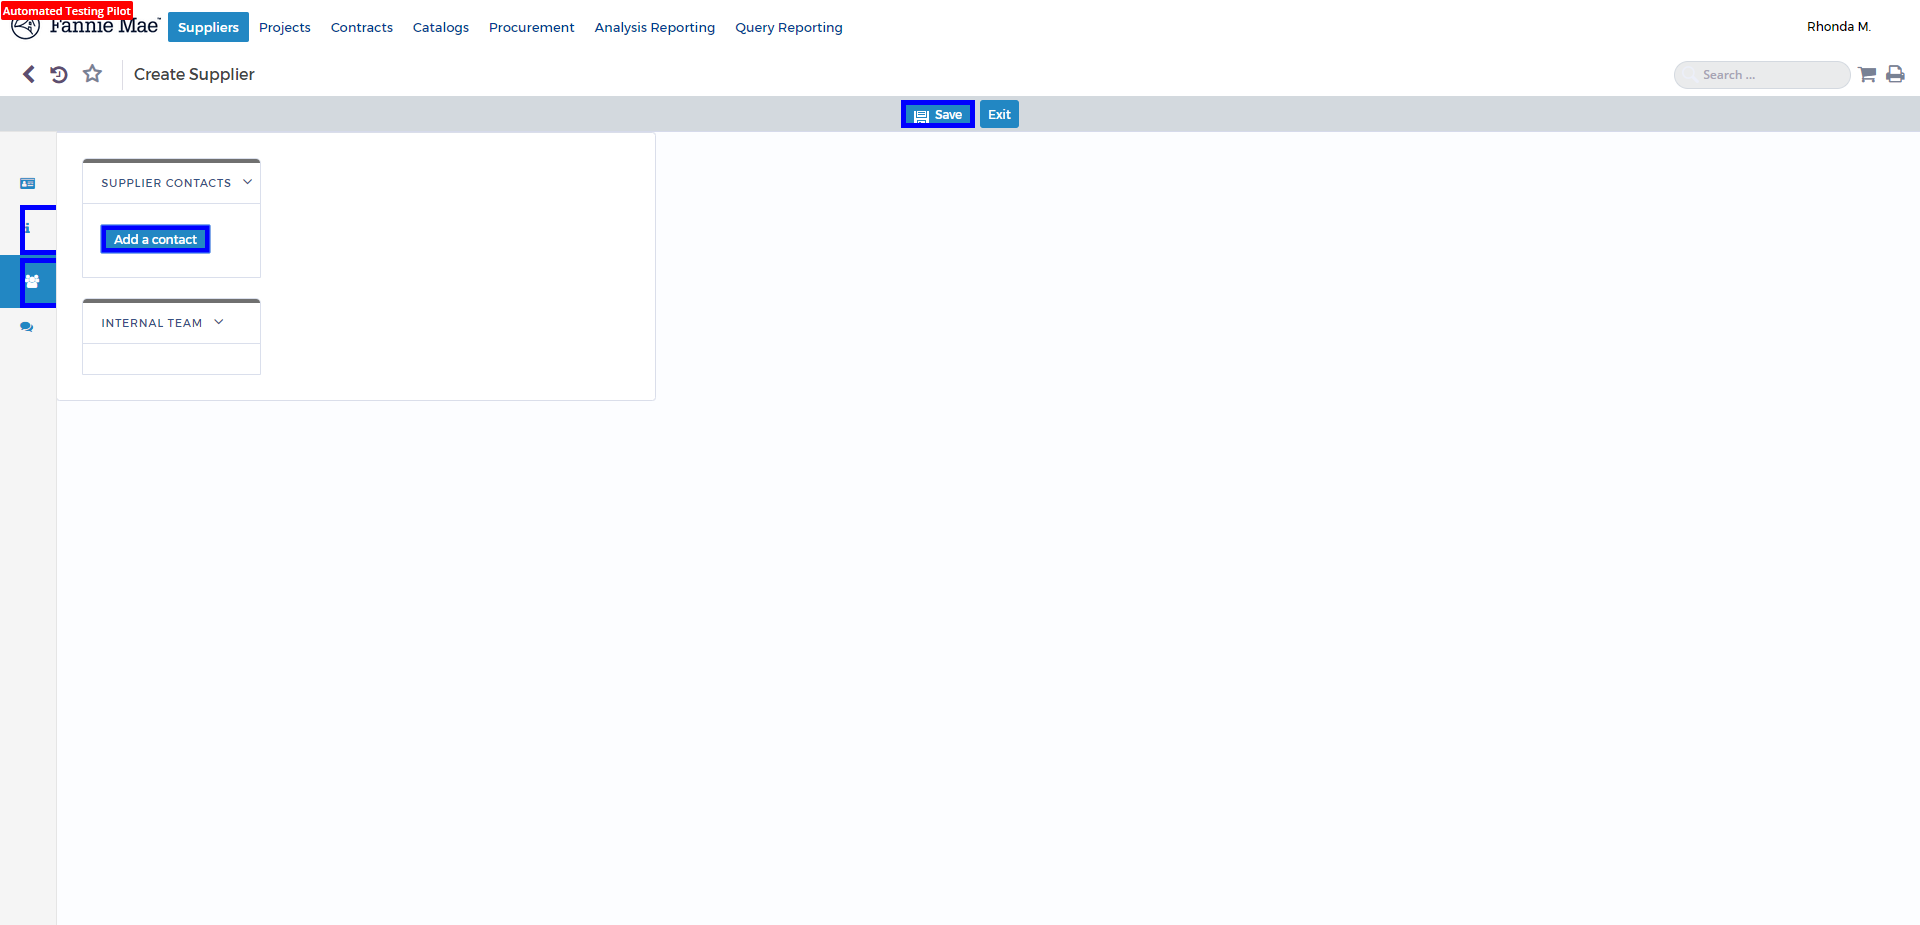 Automated Testing Pilot
Fannie Mae™ Suppliers Projects Contracts Catalogs Procurement Analysis Reporting Query Reporting Rhonda M.
Create Supplier Search ...
Save Exit
SUPPLIER CONTACTS
Add a contact
INTERNAL TEAM